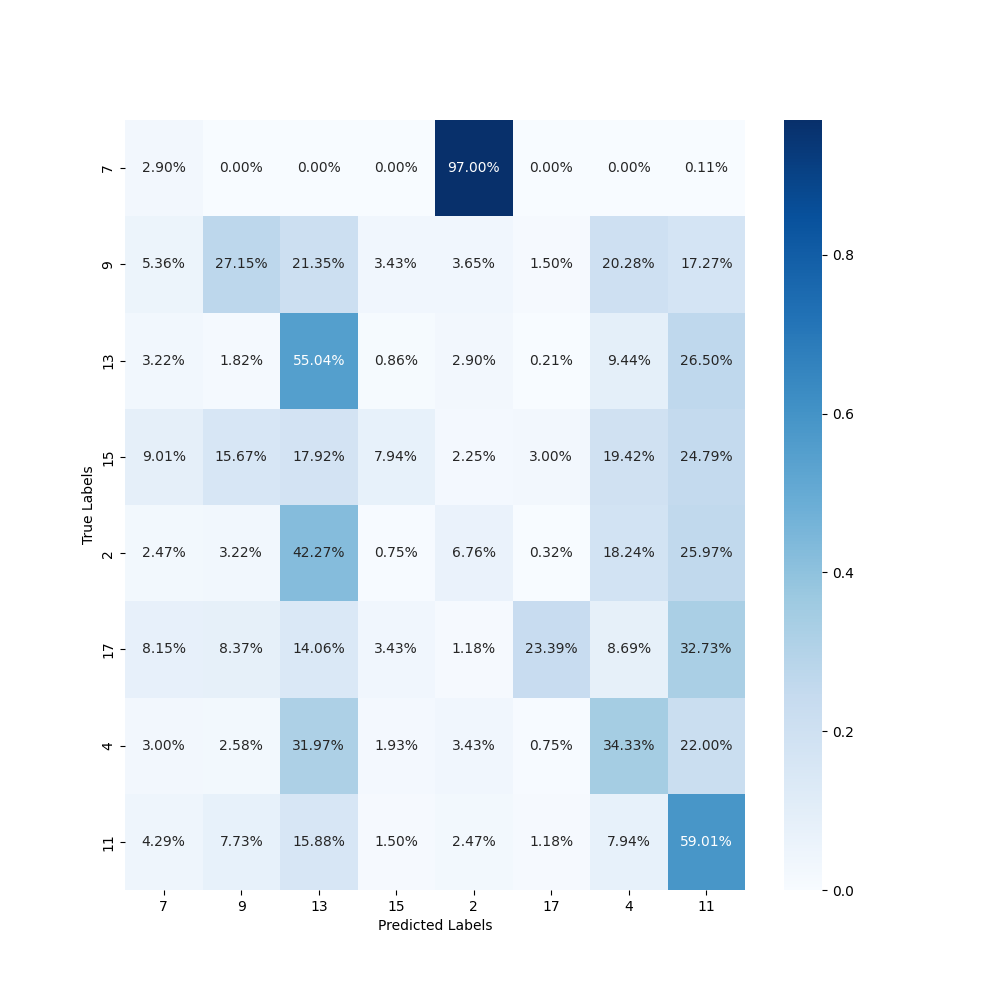 7 2.90% 0.00% 0.00% 0.00% 97.00% 0.00% 0.00% 0.11%
9 5.36% 27.15% 21.35% 3.43% 3.65% 1.50% 20.28% 17.27%
13 3.22% 1.82% 55.04% 0.86% 2.90% 0.21% 9.44% 26.50%
15 9.01% 15.67% 17.92% 7.94% 2.25% 3.00% 19.42% 24.79%
2 2.47% 3.22% 42.27% 0.75% 6.76% 0.32% 18.24% 25.97%
17 8.15% 8.37% 14.06% 3.43% 1.18% 23.39% 8.69% 32.73%
4 3.00% 2.58% 31.97% 1.93% 3.43% 0.75% 34.33% 22.00%
11 4.29% 7.73% 15.88% 1.50% 2.47% 1.18% 7.94% 59.01%
7 9 13 15 2 17 4 11
Predicted Labels
True Labels
0.8
0.6
0.4
0.2
0.0